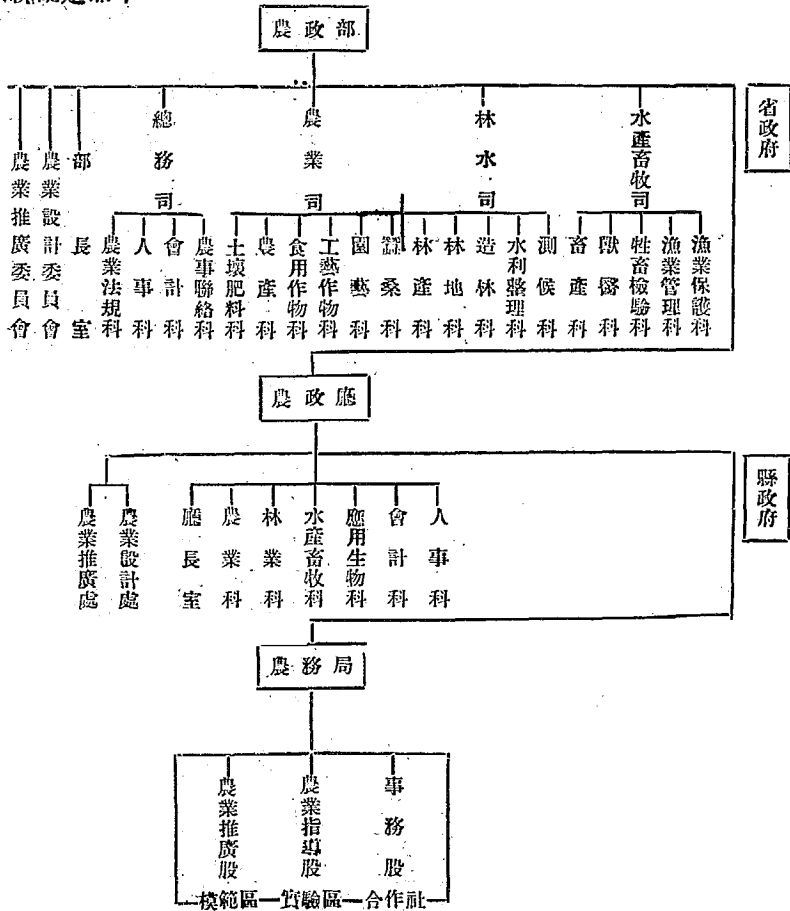 農政部
省政府
水產畜牧司
林水司
農業司
總務司
部長室
農業設計委員會
農業推廣委員會
漁業保護科
漁業管理科
牲畜檢驗科
獸醫科
畜產科
測候科
水利整理科
造林科
林地科
林產科
蠶桑科
園藝科
工藝作物科
食用作物科
農產科
土壤肥料科
農事聯絡科
會計科
人事科
農業法規科
農政廳
縣政府
人事科
會計科
應用生物科
水產畜收科
林業科
農業科
廳長室
農業設計處
農業推廣處
農務局
事務股
農業指導股
農業推廣股
模範區—實驗區—合作社